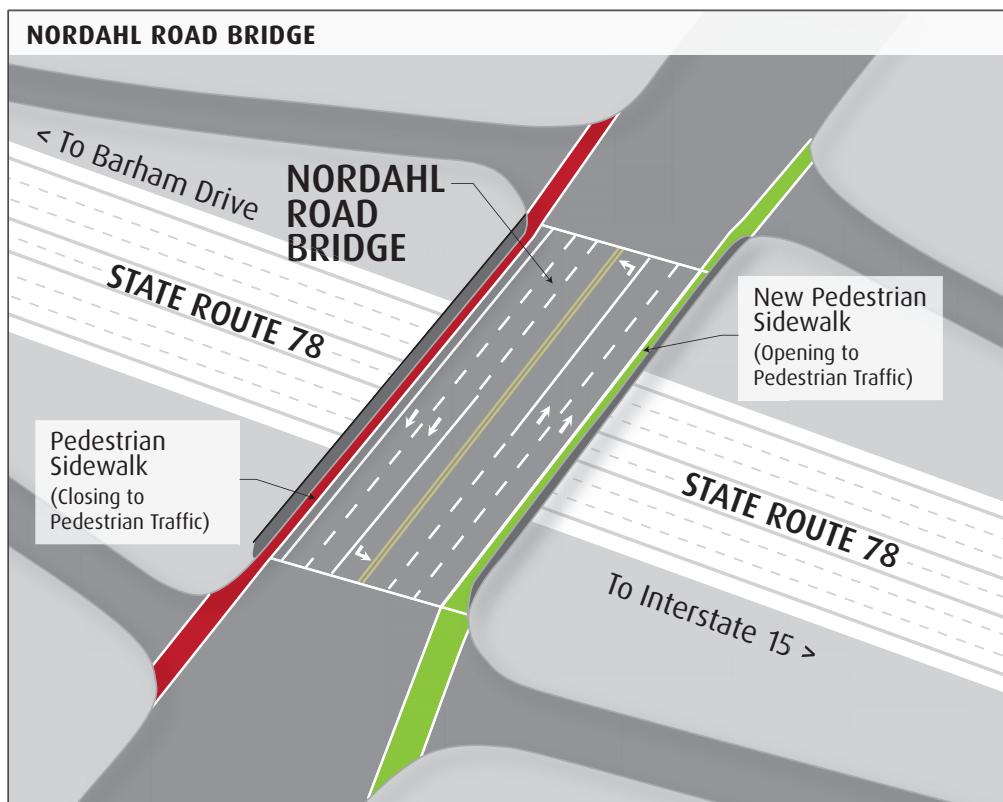 NORDAHL ROAD BRIDGE
< To Barham Drive
NORDAHL
ROAD
BRIDGE
STATE ROUTE 78
New Pedestrian
Sidewalk
(Opening to
Pedestrian Traffic)
Pedestrian
Sidewalk
(Closing to
Pedestrian Traffic)
STATE ROUTE 78
To Interstate 15 >